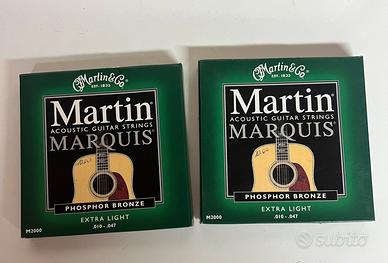 Martin & Co.
EST. 1833
Martin®
ACOUSTIC GUITAR STRINGS
MARQUIS®
PHOSPHOR BRONZE
EXTRA LIGHT
M2000
.010 - .047
Martin & Co.
EST. 1833
Martin®
ACOUSTIC GUITAR STRINGS
MARQUIS®
PHOSPHOR BRONZE
EXTRA LIGHT
M2000
.010 - .047
subito